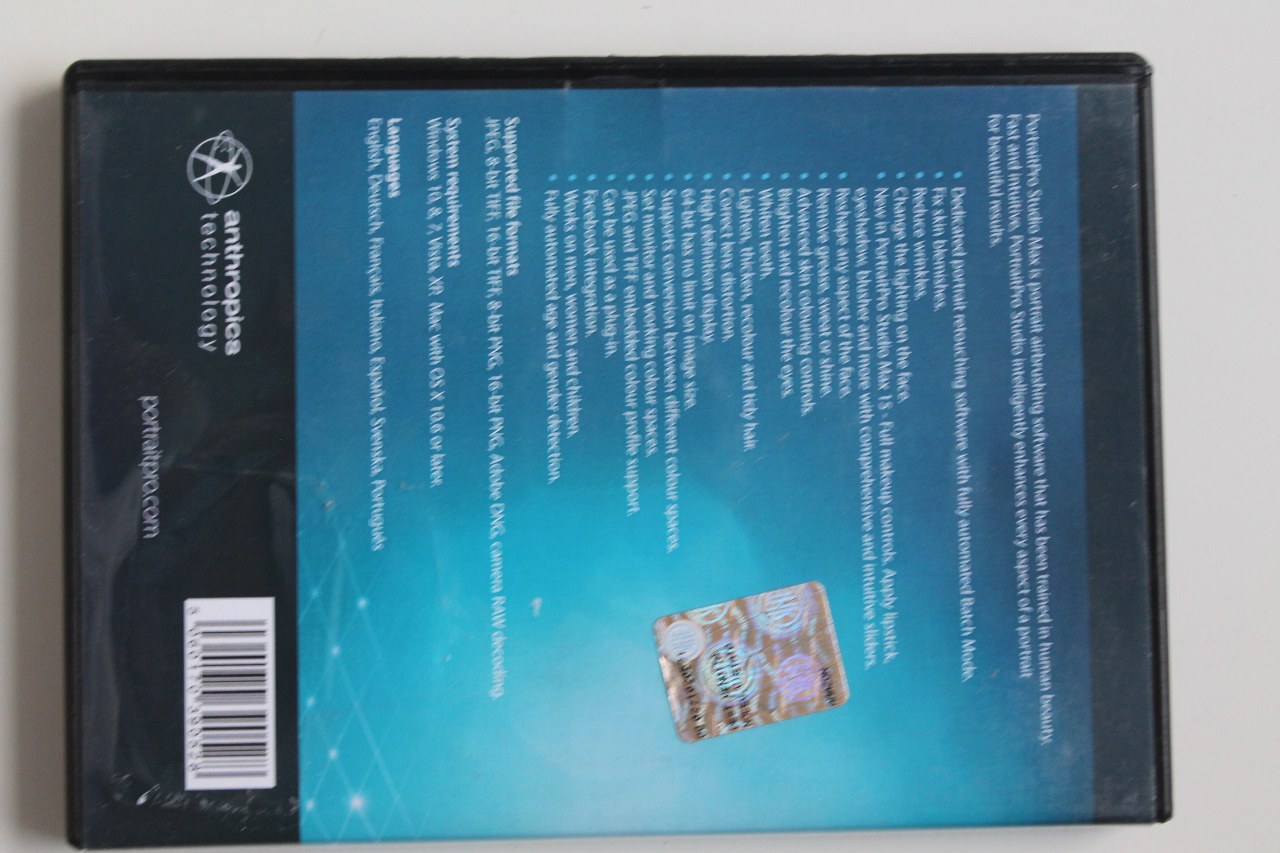 PortraitPro Studio Max is portrait airbrushing software that has been trained in human beauty.
Fast and intuitive, PortraitPro Studio intelligently enhances every aspect of a portrait
for beautiful results.
• Dedicated portrait retouching software with fully automated Batch Mode.
• Fix skin blemishes.
• Reduce wrinkles.
• Change the lighting on the face.
• New in PortraitPro Studio Max 15 - Full makeup controls. Apply lipstick,
eyeshadow, blusher and more with comprehensive and intuitive sliders.
• Reshape any aspect of the face.
• Remove grease, sweat or shine.
• Advanced skin colouring controls.
• Brighten and recolour the eyes.
• Whiten teeth.
• Lighten, thicken, recolour and tidy hair.
• Correct lens distortion.
• High definition display.
• 64-bit has no limit on image size.
• Supports conversion between different colour spaces.
• Set monitor and working colour spaces.
• JPEG and TIFF embedded colour profile support.
• Can be used as a plug-in.
• Facebook integration.
• Works on men, women and children.
• Fully automated age and gender detection.
Supported file formats
JPEG, 8-bit TIFF, 16-bit TIFF, 8-bit PNG, 16-bit PNG, Adobe DNG, camera RAW decoding.
System requirements
Windows 10, 8, 7, Vista, XP. Mac with OS X 10.6 or later.
Languages
English, Deutsch, Français, Italiano, Español, Svenska, Português
anthropics
technology
portraitpro.com